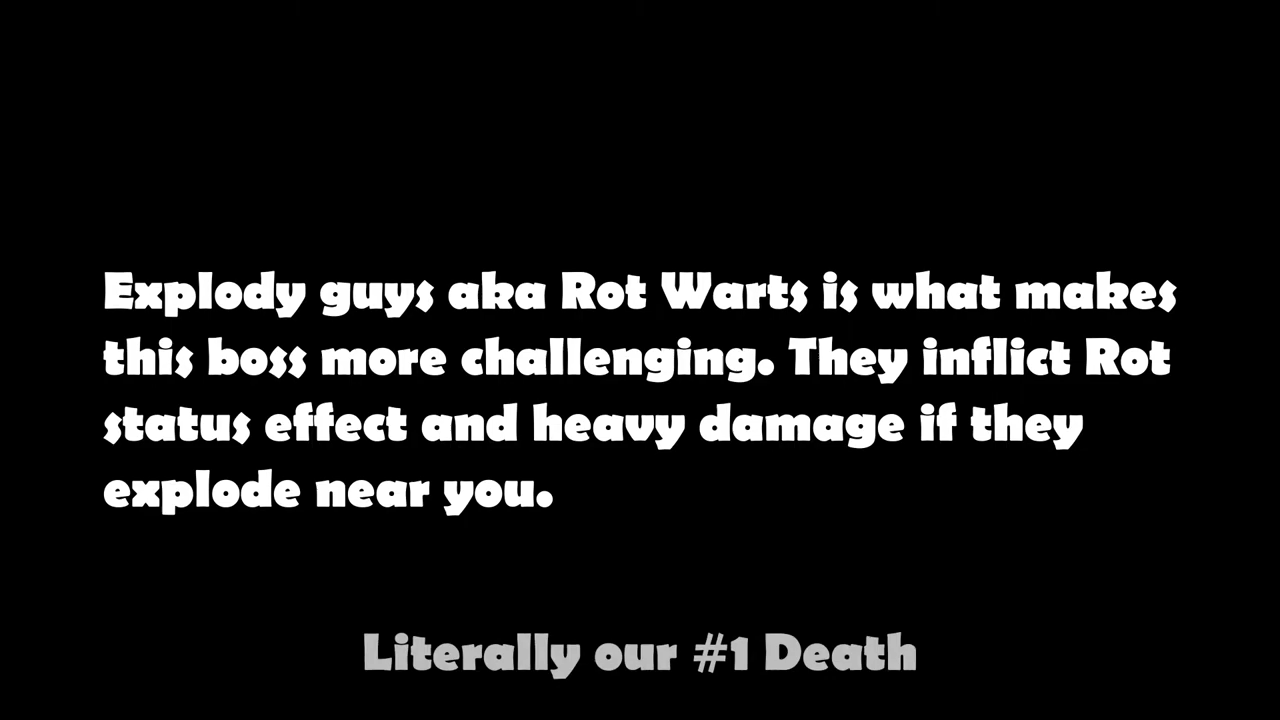 Explody guys aka Rot Warts is what makes
this boss more challenging. They inflict Rot
status effect and heavy damage if they
explode near you.
Literally our #1 Death